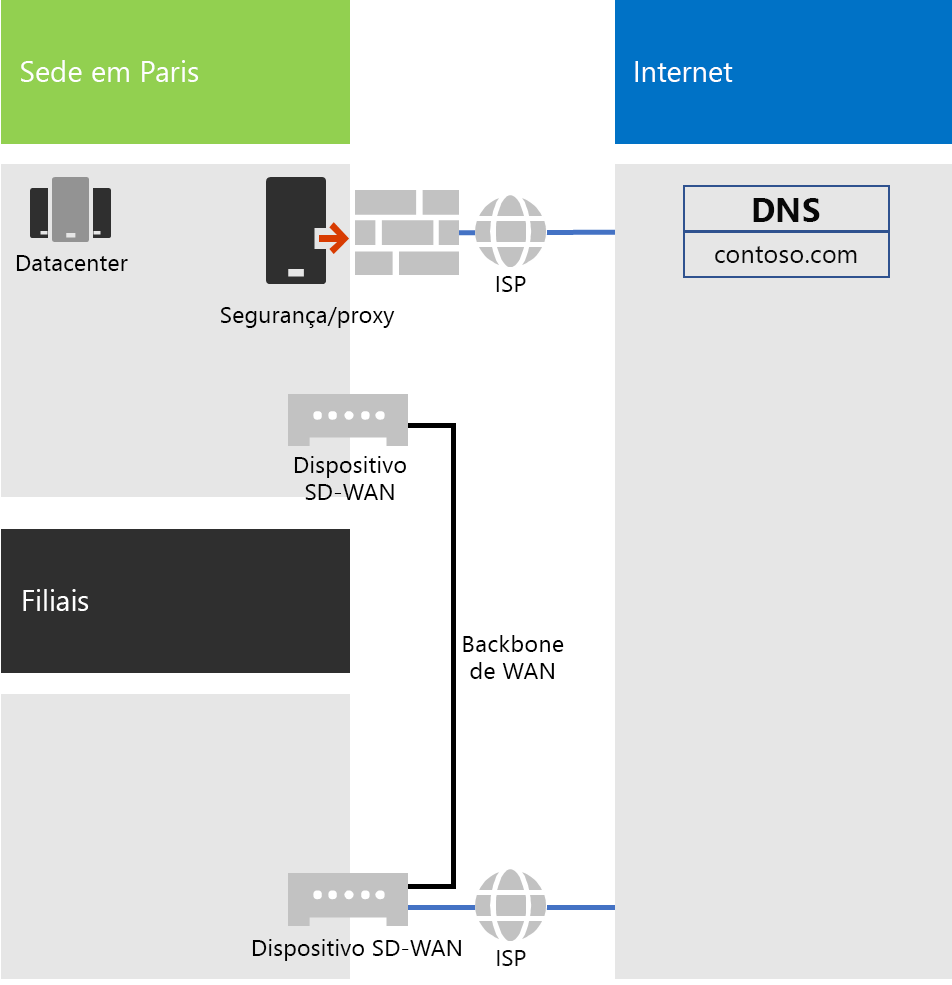 Sede em Paris
Internet
DNS
contoso.com
Datacenter
ISP
Segurança/proxy
Dispositivo
SD-WAN
Filiais
Backbone
de WAN
Dispositivo SD-WAN
ISP